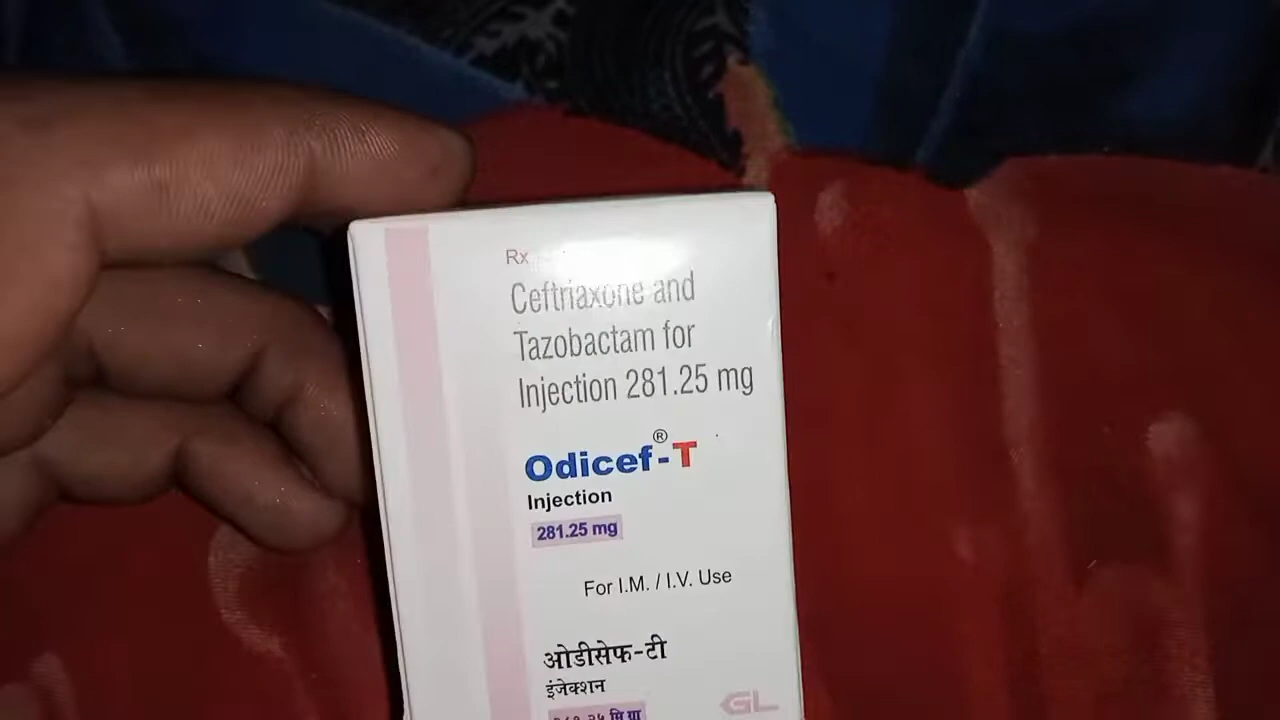 Rx
Ceftriaxone and
Tazobactam for
Injection 281.25 mg
Odicef®-T
Injection
281.25 mg
For I.M. / I.V. Use
ओडीसेफ-टी
इंजेक्शन
मि ग्रा
GL